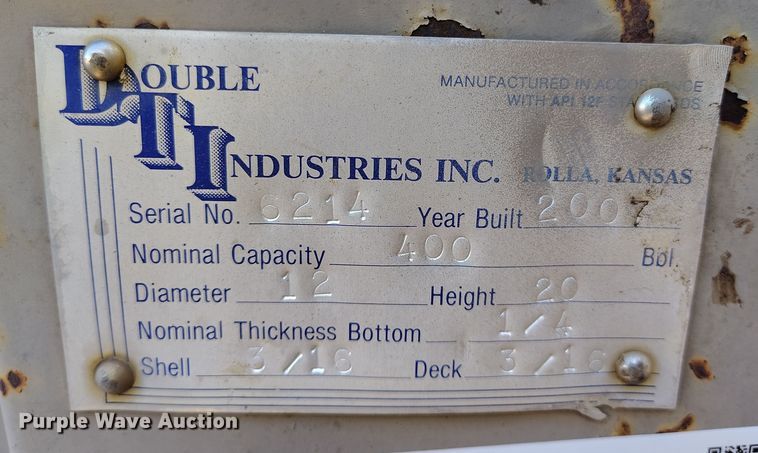 DOUBLE
MANUFACTURED IN ACCORDANCE
WITH API 12F STANDARDS
T
INDUSTRIES INC. ROLLA, KANSAS
Serial No. 6214 Year Built 2007
Nominal Capacity 400 Bbl.
Diameter 12 Height 20
Nominal Thickness Bottom 1/4
Shell 3/16 Deck 3/16
Purple Wave Auction